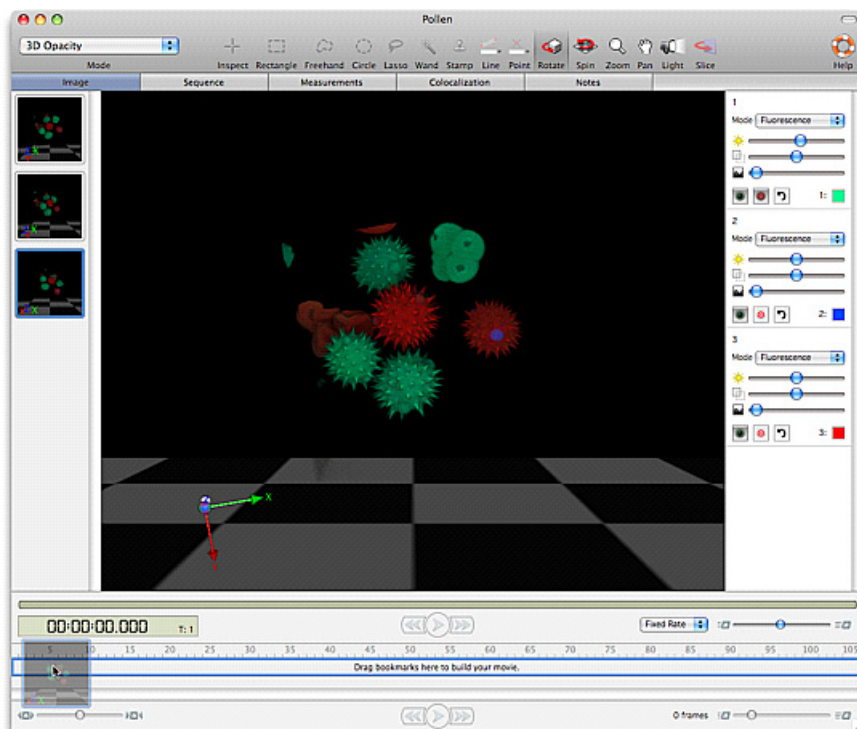 Pollen
3D Opacity
Mode
Inspect Rectangle Freehand Circle Lasso Wand Stamp Line Point Rotate Spin Zoom Pan Light Slice Help
Image Sequence Measurements Colocalization Notes
1
Mode Fluorescence
1:
2
Mode Fluorescence
2:
3
Mode Fluorescence
3:
X
00:00:00.000 T: 1
Fixed Rate
5 10 15 20 25 30 35 40 45 50 55 60 65 70 75 80 85 90 95 100 105
Drag bookmarks here to build your movie.
0 frames